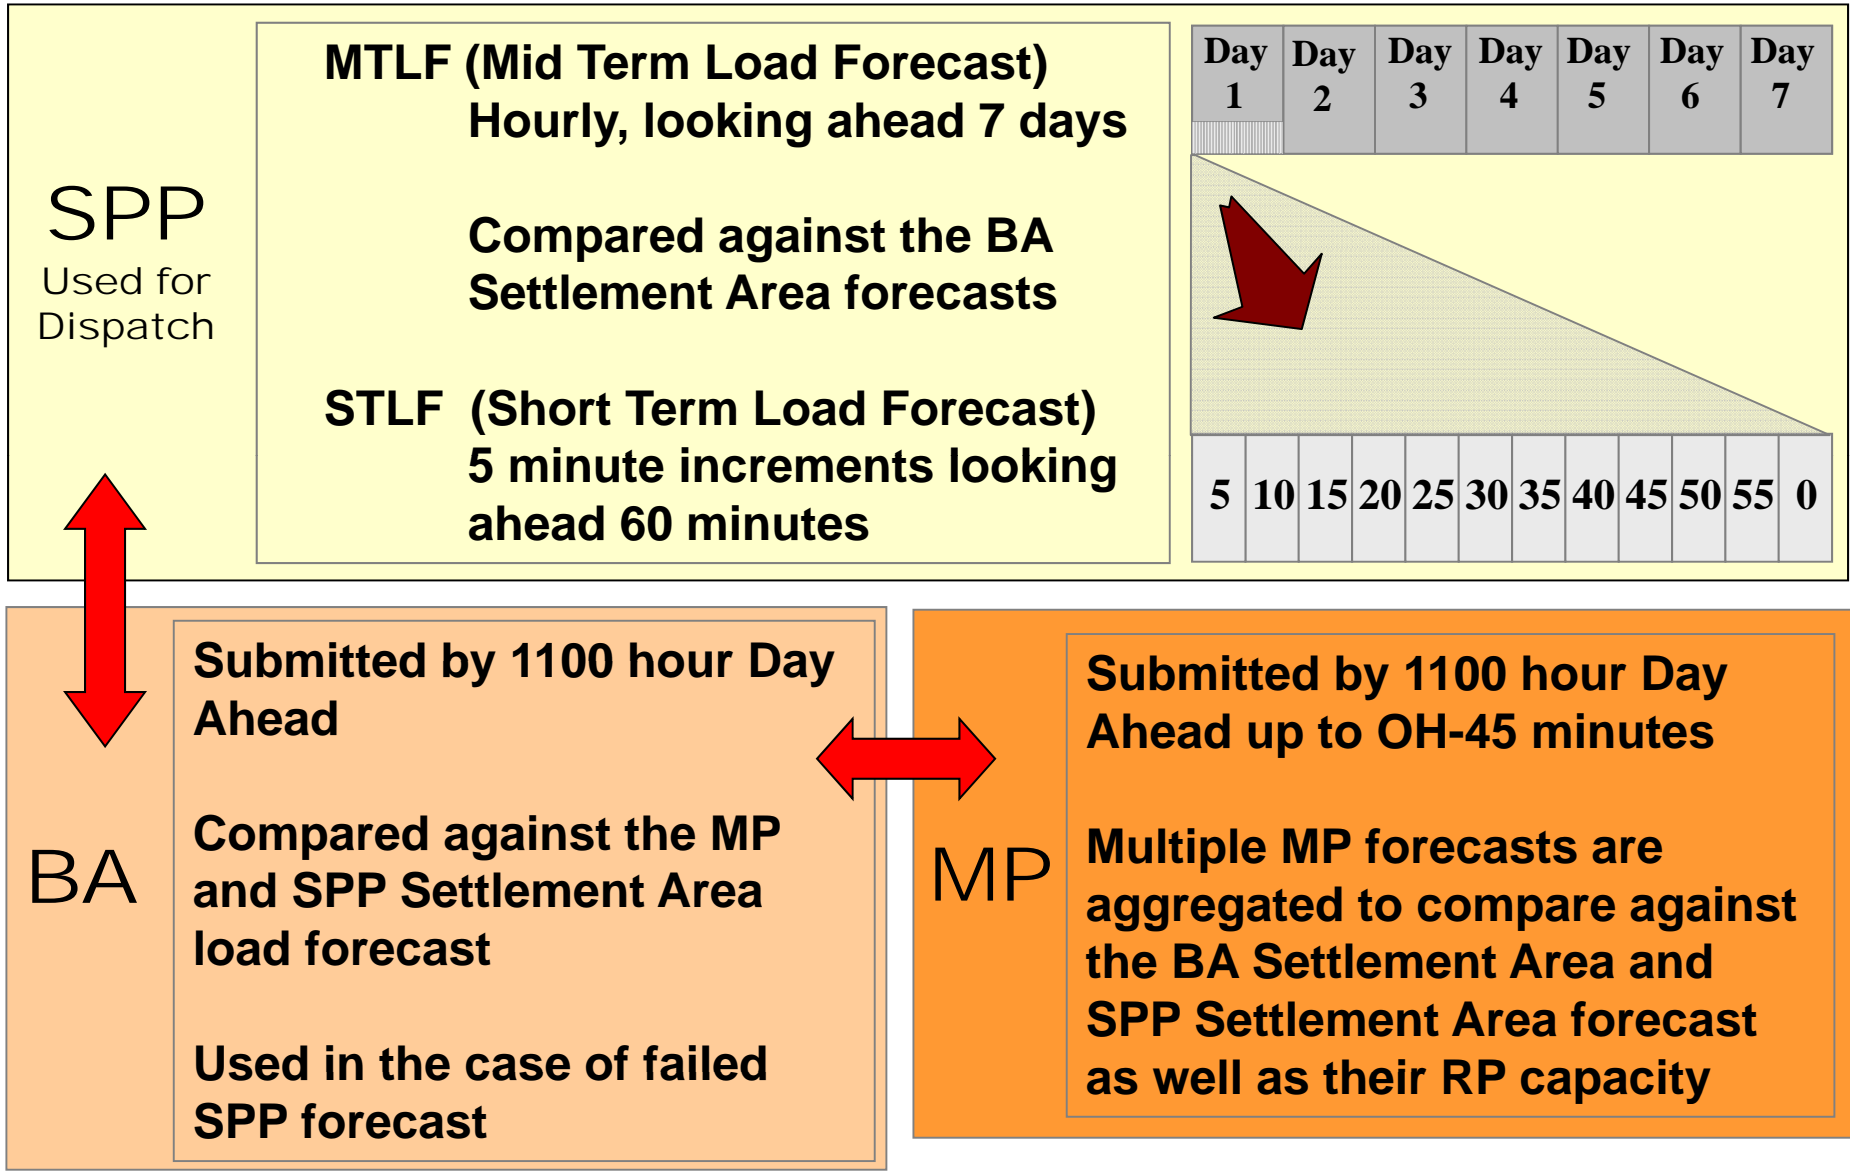 SPP
Used for
Dispatch
MTLF (Mid Term Load Forecast)
Hourly, looking ahead 7 days
Compared against the BA
Settlement Area forecasts
STLF (Short Term Load Forecast)
5 minute increments looking
ahead 60 minutes
Day 1 Day 2 Day 3 Day 4 Day 5 Day 6 Day 7
5 10 15 20 25 30 35 40 45 50 55 0
BA
Submitted by 1100 hour Day
Ahead
Compared against the MP
and SPP Settlement Area
load forecast
Used in the case of failed
SPP forecast
MP
Submitted by 1100 hour Day
Ahead up to OH-45 minutes
Multiple MP forecasts are
aggregated to compare against
the BA Settlement Area and
SPP Settlement Area forecast
as well as their RP capacity